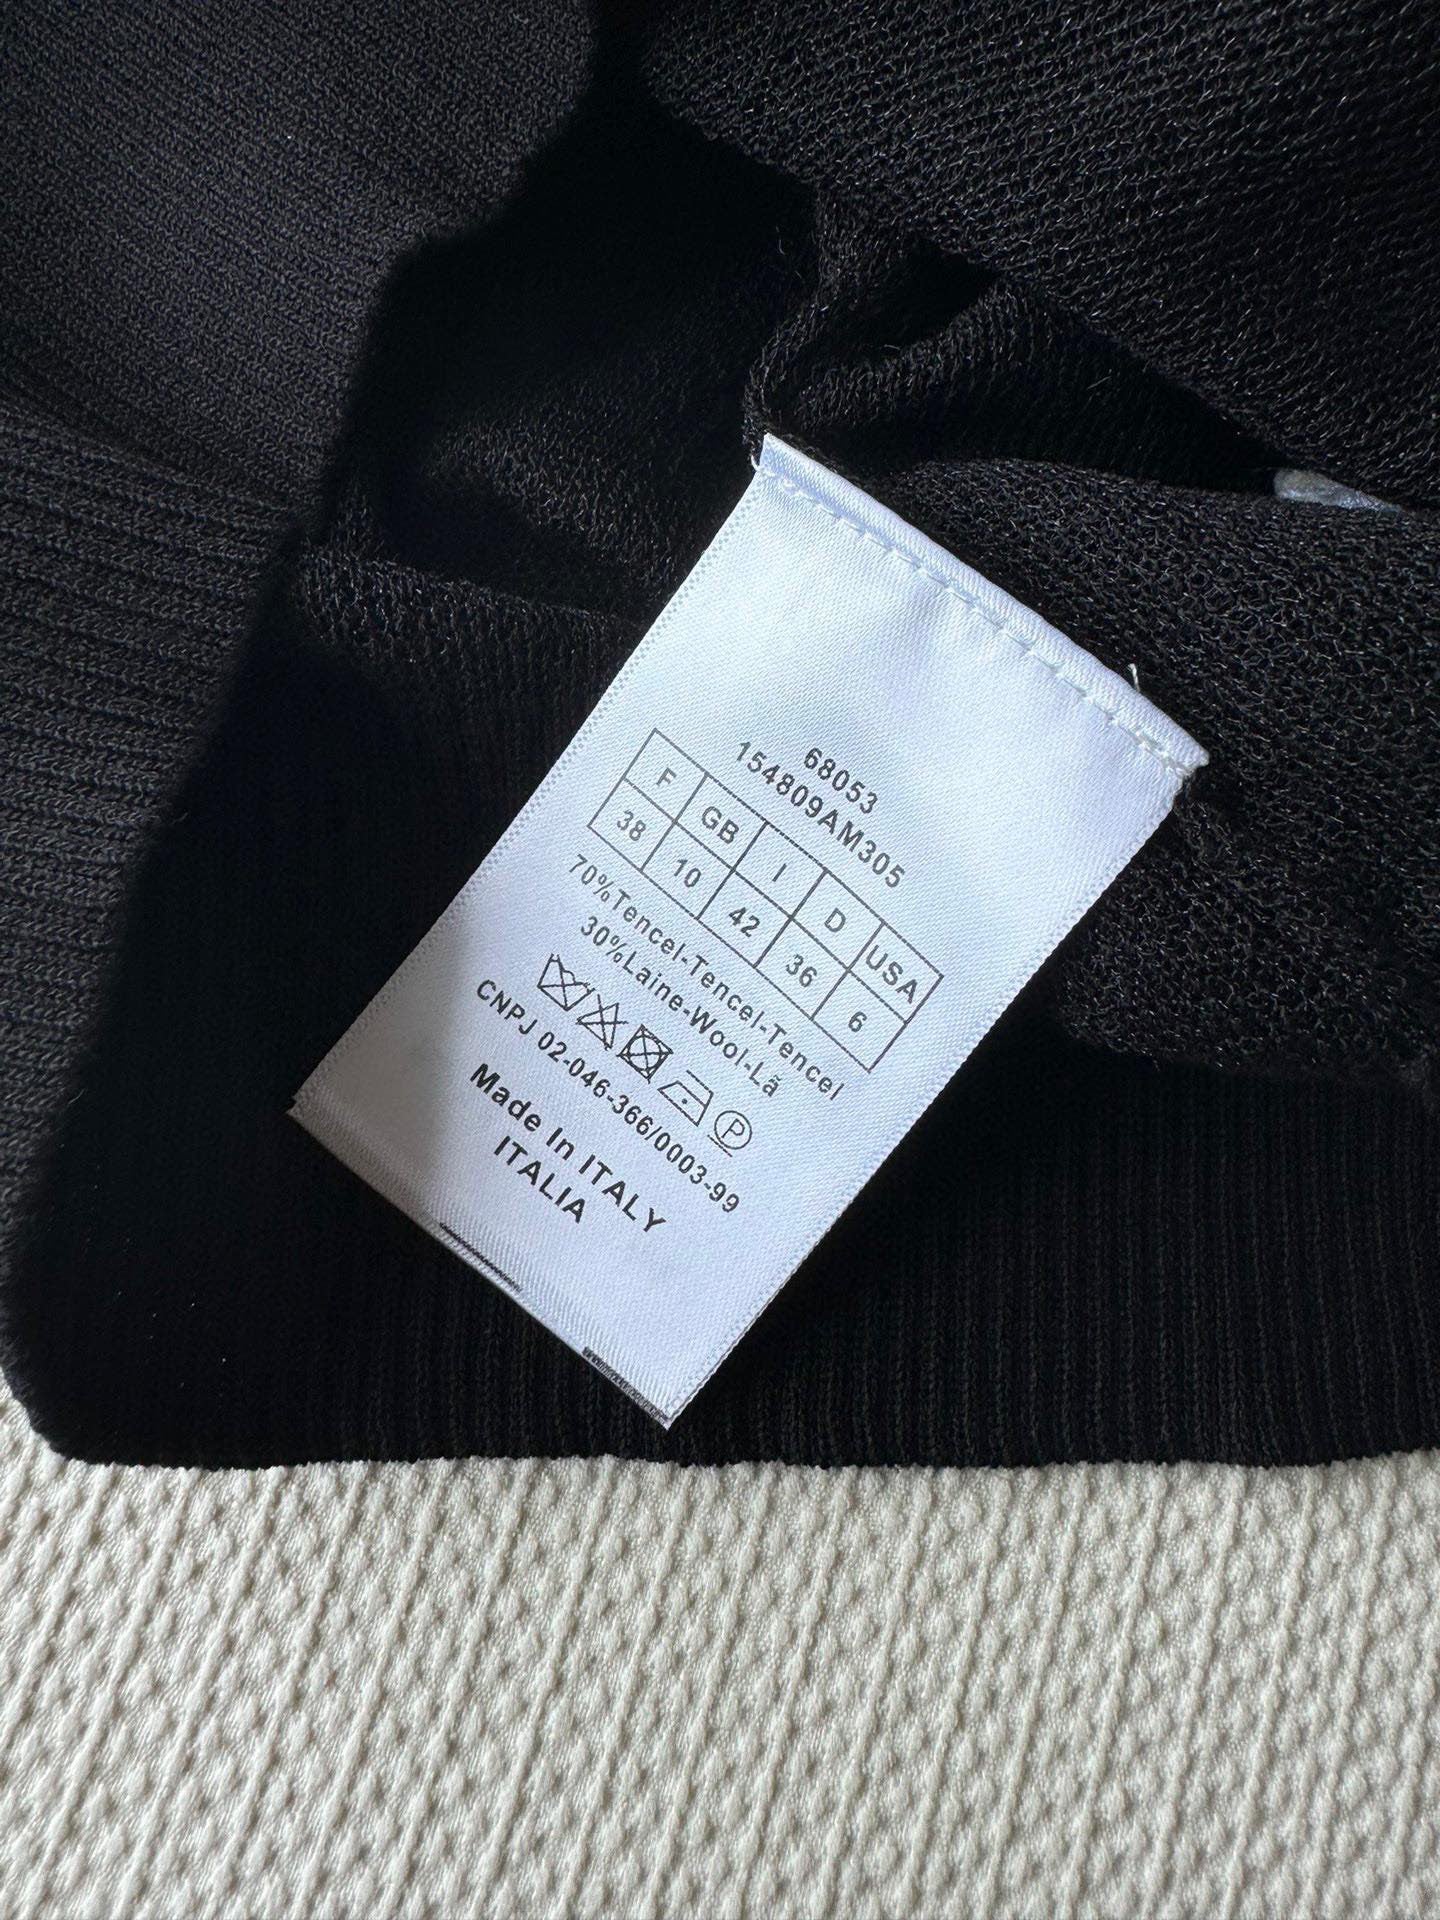 68053
154809AM305
F GB I D USA
38 10 42 36 6
70%Tencel-Tencel-Tencel
30%Laine-Wool-Lã
P
CNPJ 02-046-366/0003-99
Made In ITALY
ITALIA